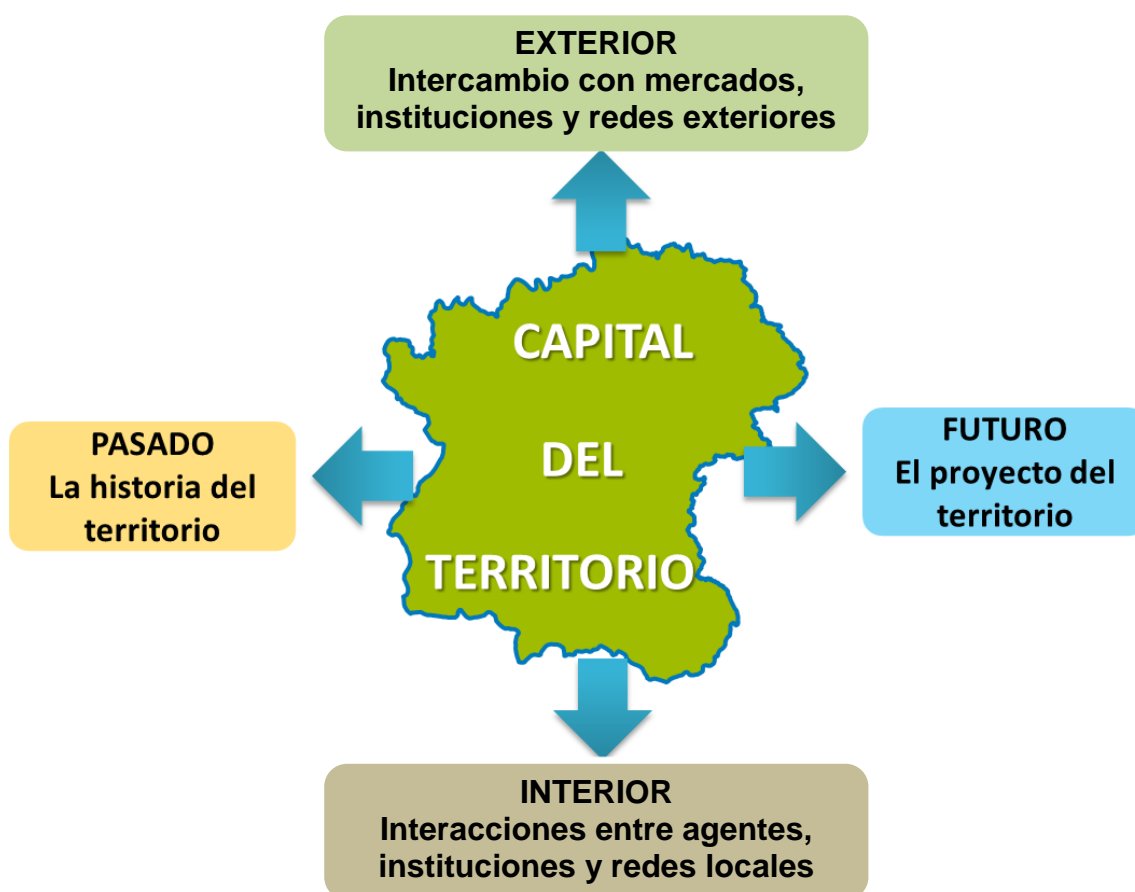 EXTERIOR
Intercambio con mercados,
instituciones y redes exteriores
CAPITAL
DEL
TERRITORIO
PASADO
La historia del
territorio
FUTURO
El proyecto del
territorio
INTERIOR
Interacciones entre agentes,
instituciones y redes locales